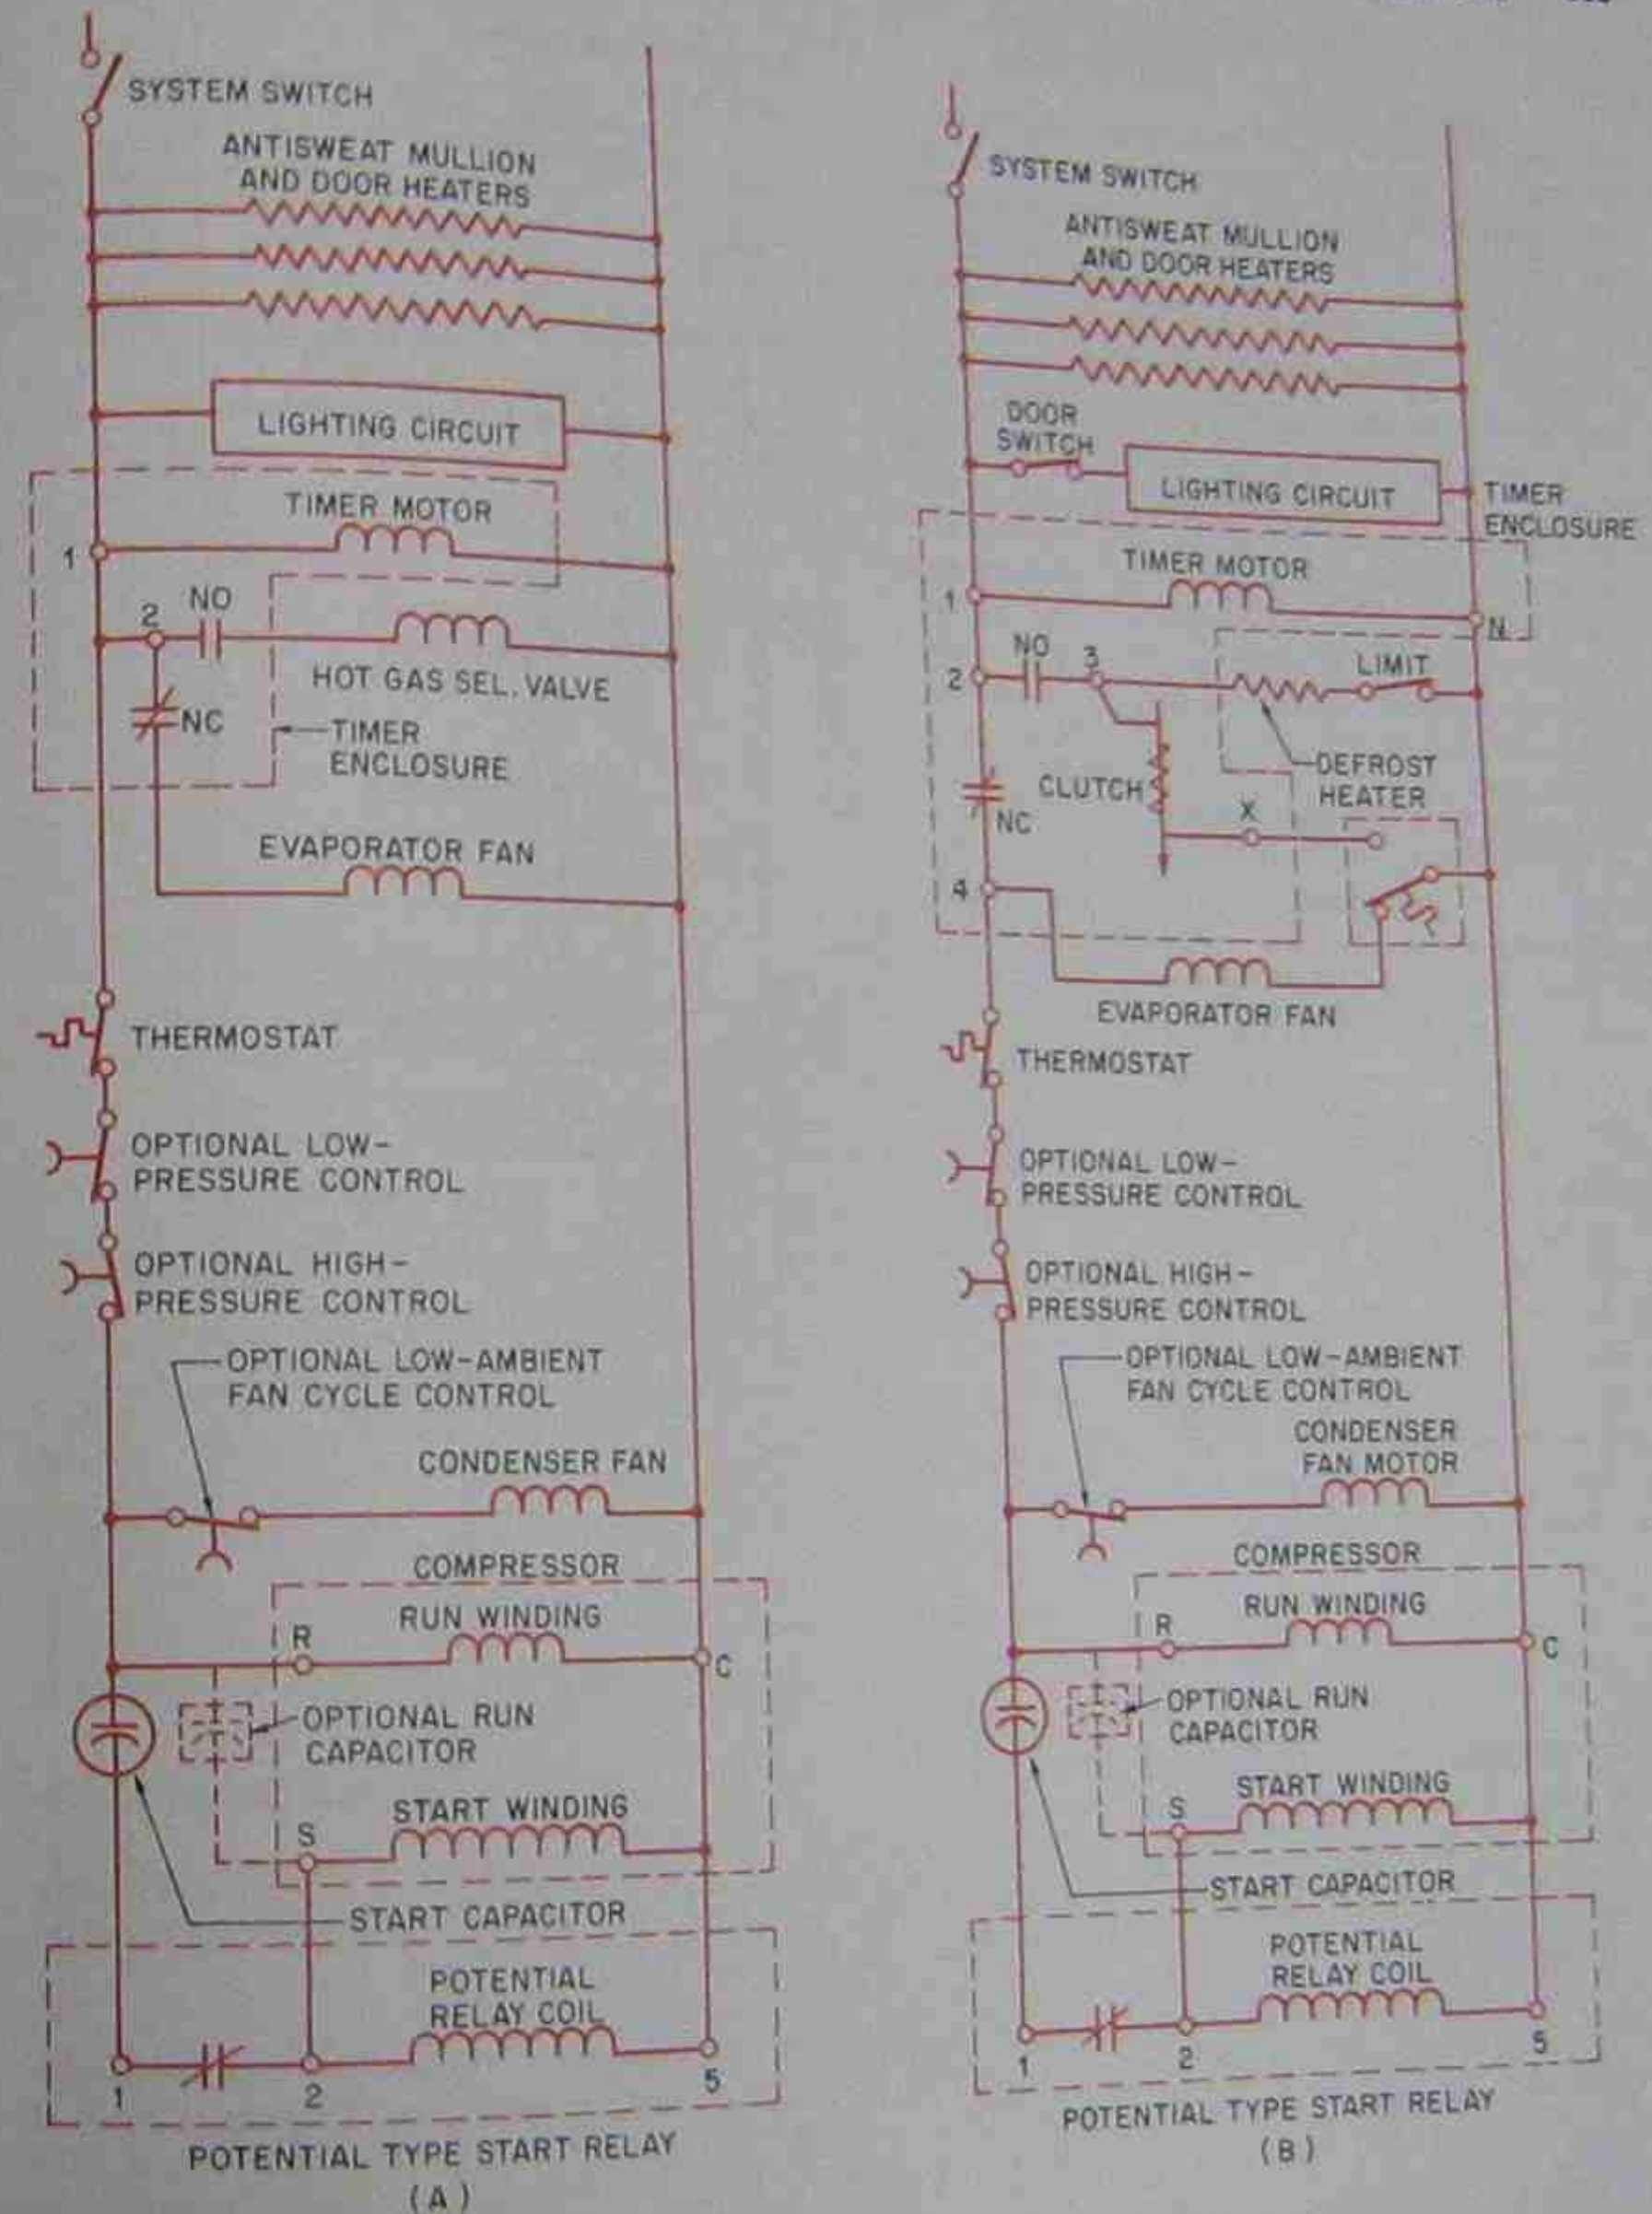 SYSTEM SWITCH
ANTISWEAT MULLION
AND DOOR HEATERS
LIGHTING CIRCUIT
TIMER MOTOR
1
2
NO
HOT GAS SEL. VALVE
NC
TIMER
ENCLOSURE
EVAPORATOR FAN
THERMOSTAT
OPTIONAL LOW-
PRESSURE CONTROL
OPTIONAL HIGH-
PRESSURE CONTROL
OPTIONAL LOW-AMBIENT
FAN CYCLE CONTROL
CONDENSER FAN
COMPRESSOR
RUN WINDING
R
C
OPTIONAL RUN
CAPACITOR
START WINDING
S
START CAPACITOR
POTENTIAL
RELAY COIL
1
2
5
POTENTIAL TYPE START RELAY
(A)
SYSTEM SWITCH
ANTISWEAT MULLION
AND DOOR HEATERS
DOOR
SWITCH
LIGHTING CIRCUIT
TIMER
ENCLOSURE
TIMER MOTOR
1
N
NO
3
LIMIT
2
DEFROST
HEATER
CLUTCH
X
NC
4
EVAPORATOR FAN
THERMOSTAT
OPTIONAL LOW-
PRESSURE CONTROL
OPTIONAL HIGH-
PRESSURE CONTROL
OPTIONAL LOW-AMBIENT
FAN CYCLE CONTROL
CONDENSER
FAN MOTOR
COMPRESSOR
RUN WINDING
R
C
OPTIONAL RUN
CAPACITOR
START WINDING
S
START CAPACITOR
POTENTIAL
RELAY COIL
1
2
5
POTENTIAL TYPE START RELAY
(B)